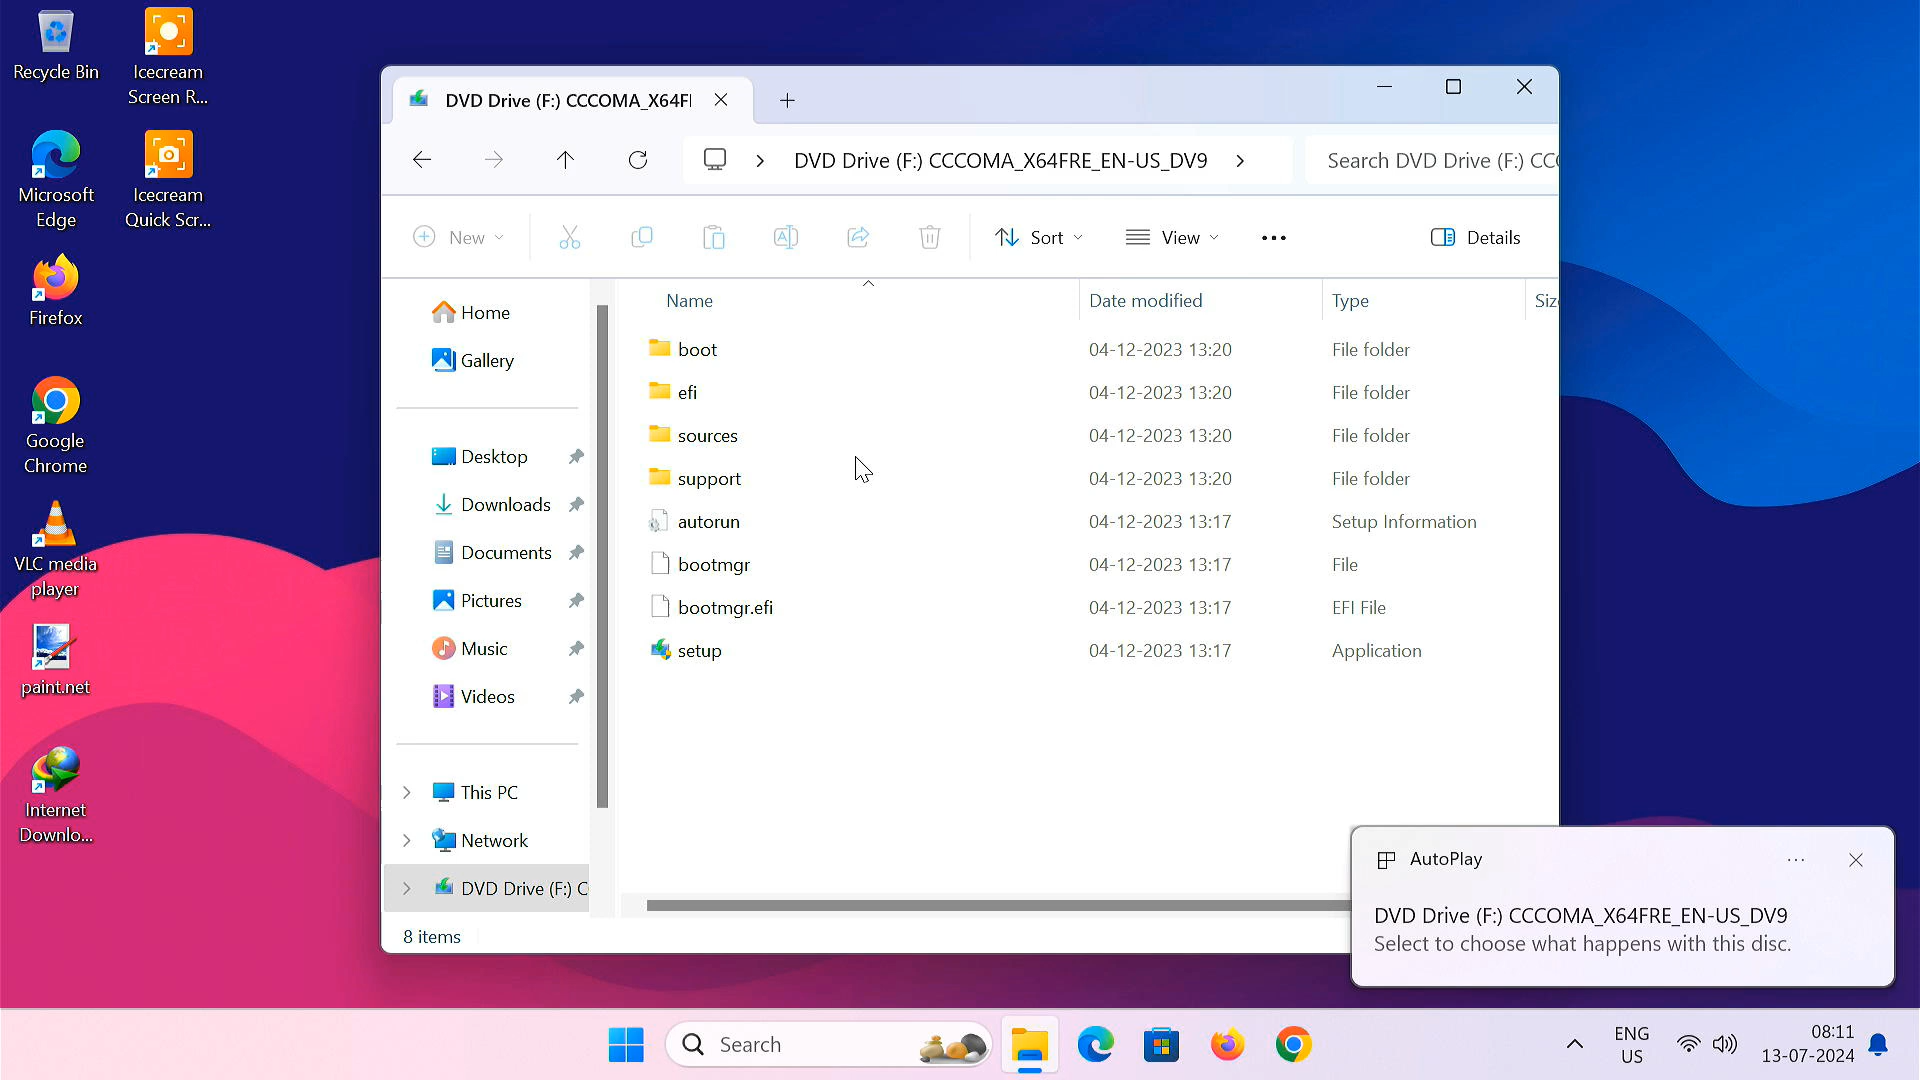 Recycle Bin
Icecream
Screen R...
Microsoft
Edge
Icecream
Quick Scr...
Firefox
Google
Chrome
VLC media
player
paint.net
Internet
Downlo...
DVD Drive (F:) CCCOMA_X64F
DVD Drive (F:) CCCOMA_X64FRE_EN-US_DV9
Search DVD Drive (F:) CC
New
Sort
View
Details
Home
Gallery
Desktop
Downloads
Documents
Pictures
Music
Videos
This PC
Network
DVD Drive (F:) C
Name Date modified Type Siz
boot 04-12-2023 13:20 File folder
efi 04-12-2023 13:20 File folder
sources 04-12-2023 13:20 File folder
support 04-12-2023 13:20 File folder
autorun 04-12-2023 13:17 Setup Information
bootmgr 04-12-2023 13:17 File
bootmgr.efi 04-12-2023 13:17 EFI File
setup 04-12-2023 13:17 Application
8 items
AutoPlay
DVD Drive (F:) CCCOMA_X64FRE_EN-US_DV9
Select to choose what happens with this disc.
Search
ENG
US
08:11
13-07-2024